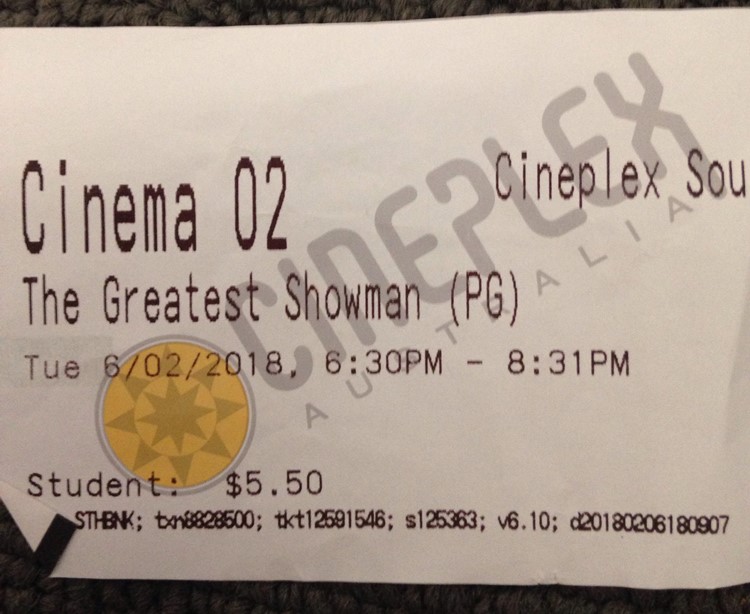 Cinema 02
Cineplex Sou
The Greatest Showman (PG)
Tue 6/02/2018, 6:30PM - 8:31PM
Student: $5.50
STHBNK; txn8828500; tkt12591546; s125363; v6.10; d20180206180907
CINEPLEX
AUSTRALIA